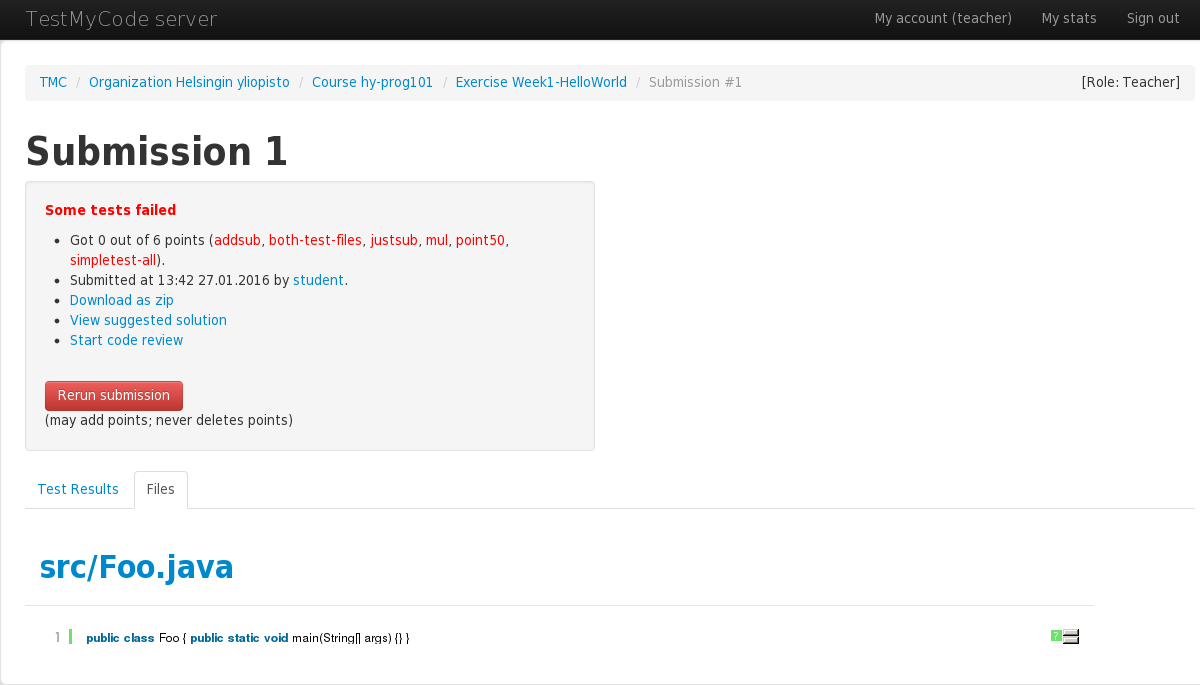 TestMyCode server My account (teacher) My stats Sign out
TMC / Organization Helsingin yliopisto / Course hy-prog101 / Exercise Week1-HelloWorld / Submission #1 [Role: Teacher]
Submission 1
Some tests failed
• Got 0 out of 6 points (addsub, both-test-files, justsub, mul, point50,
simpletest-all).
• Submitted at 13:42 27.01.2016 by student.
• Download as zip
• View suggested solution
• Start code review
Rerun submission
(may add points; never deletes points)
Test Results Files
src/Foo.java
1 public class Foo { public static void main(String[] args) {} }
?